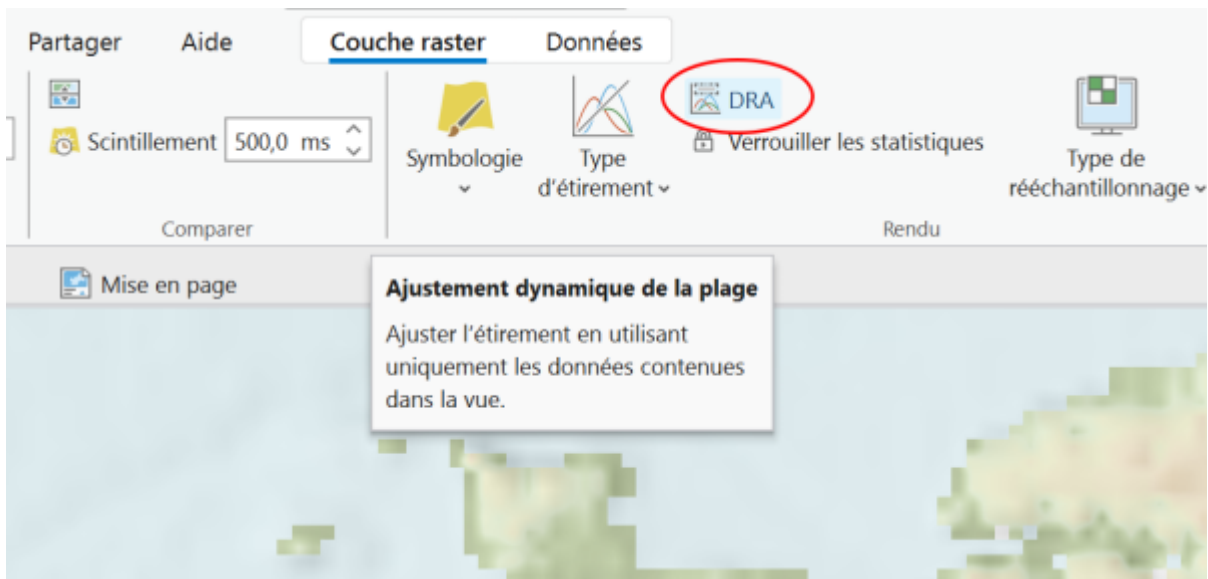 Partager Aide Couche raster Données
DRA
Scintillement 500,0 ms
Verrouiller les statistiques
Symbologie
Type
d'étirement
Type de
rééchantillonnage
Comparer
Rendu
Mise en page
Ajustement dynamique de la plage
Ajuster l'étirement en utilisant
uniquement les données contenues
dans la vue.